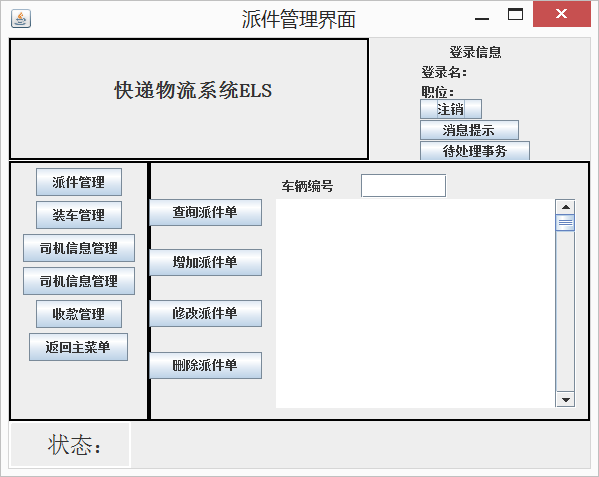 派件管理界面
快递物流系统ELS
登录信息
登录名：
职位：
注销
消息提示
待处理事务
派件管理
装车管理
司机信息管理
司机信息管理
收款管理
返回主菜单
车辆编号
查询派件单
增加派件单
修改派件单
删除派件单
状态：